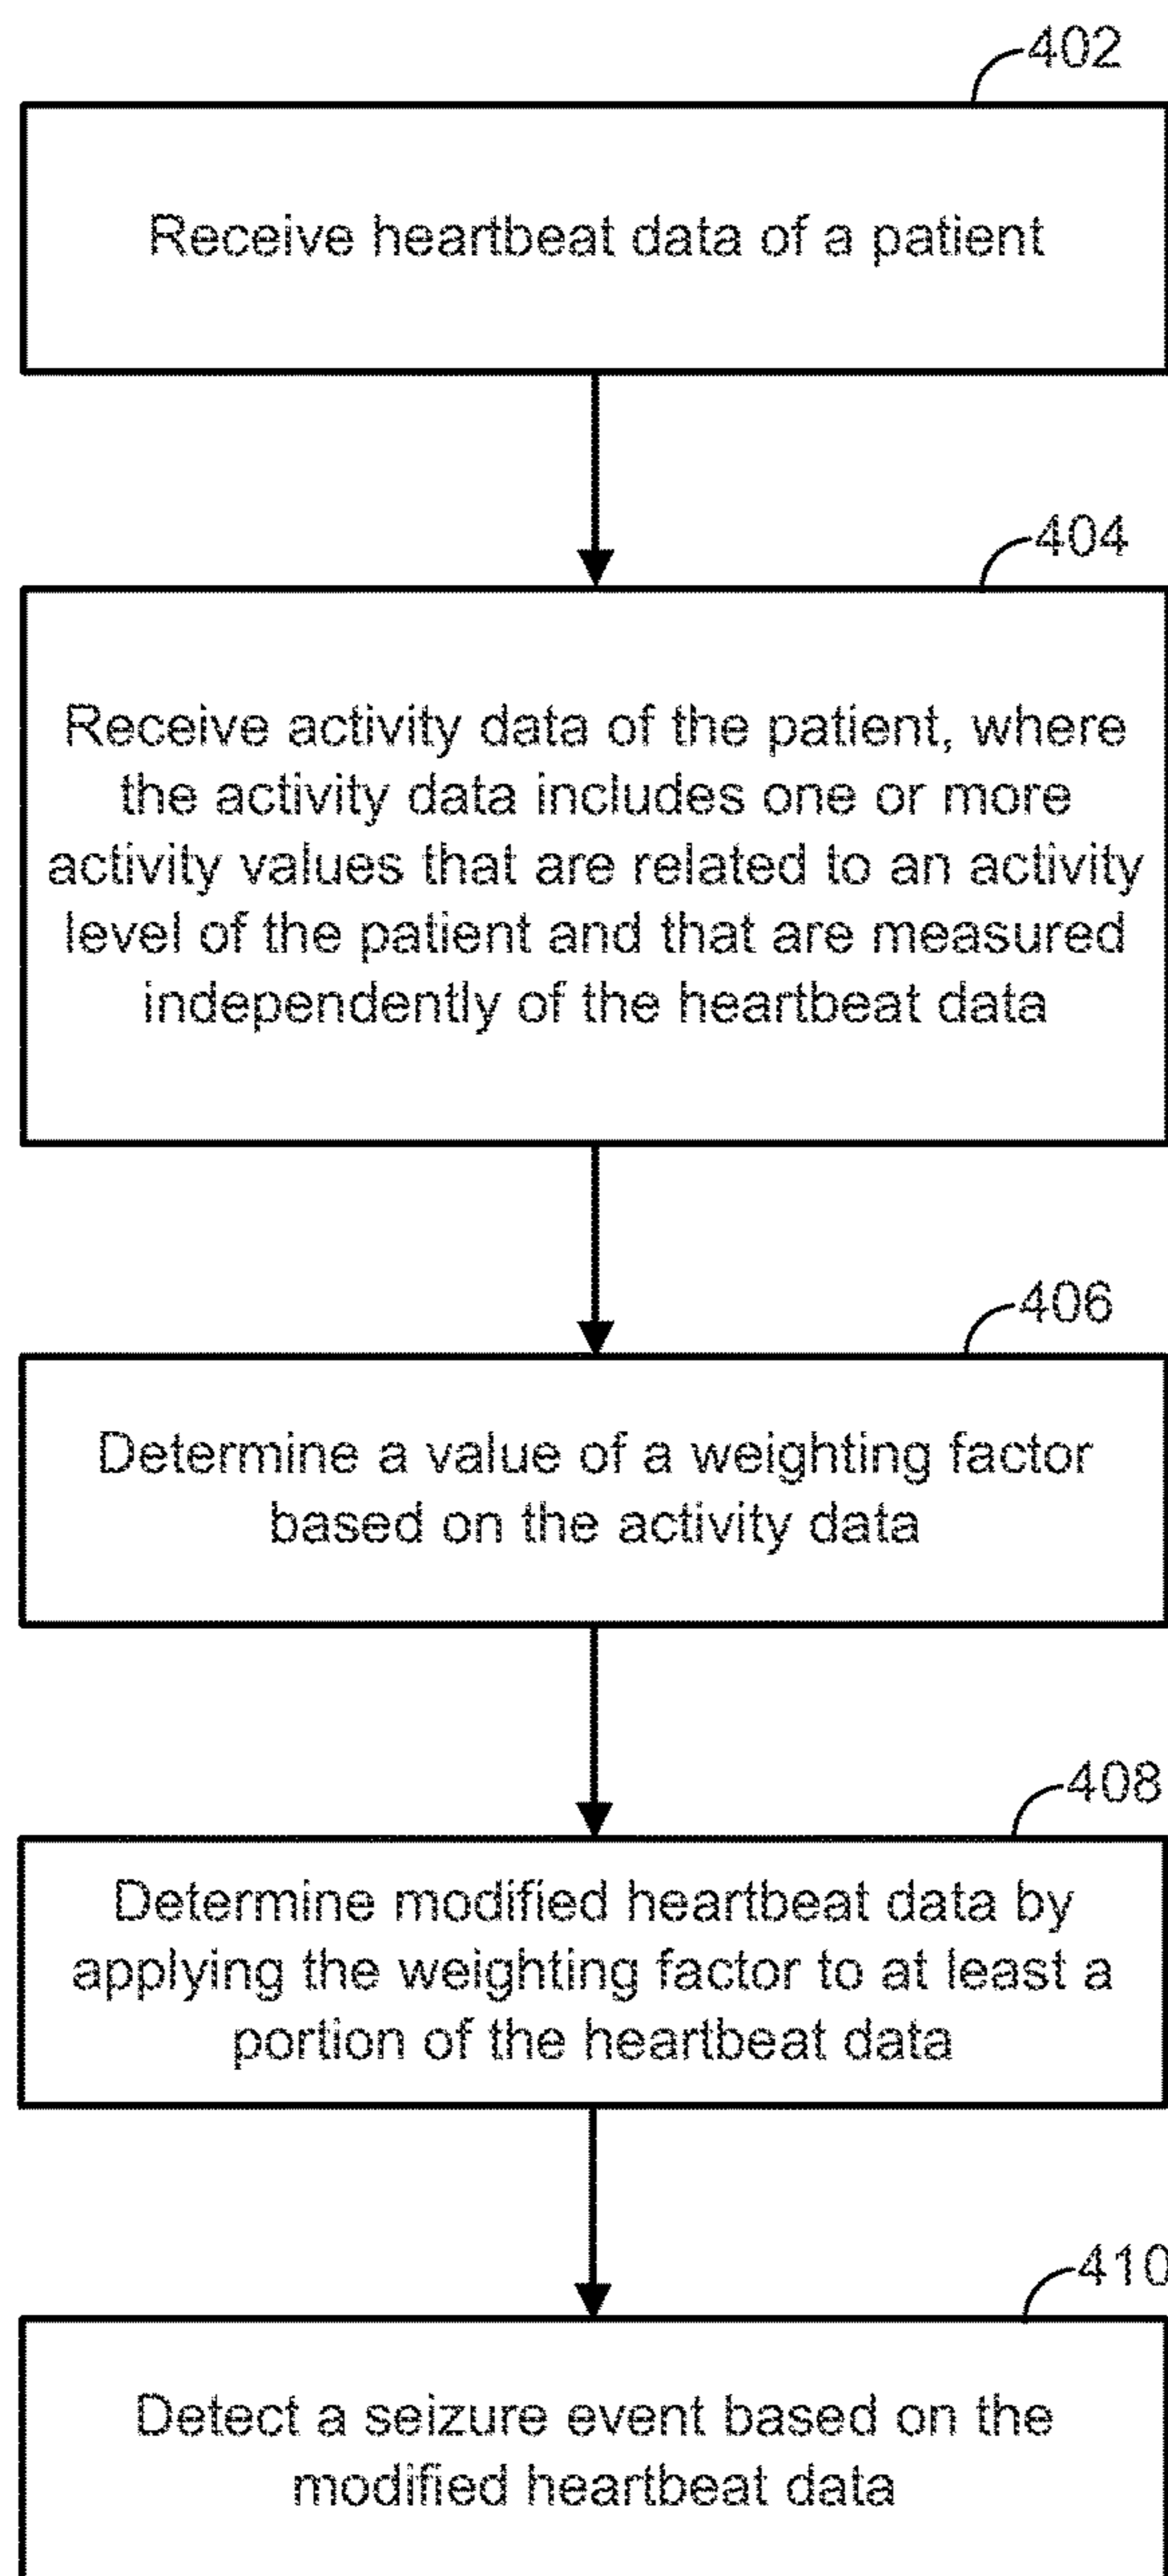 402
Receive heartbeat data of a patient
404
Receive activity data of the patient, where
the activity data includes one or more
activity values that are related to an activity
level of the patient and that are measured
independently of the heartbeat data
406
Determine a value of a weighting factor
based on the activity data
408
Determine modified heartbeat data by
applying the weighting factor to at least a
portion of the heartbeat data
410
Detect a seizure event based on the
modified heartbeat data